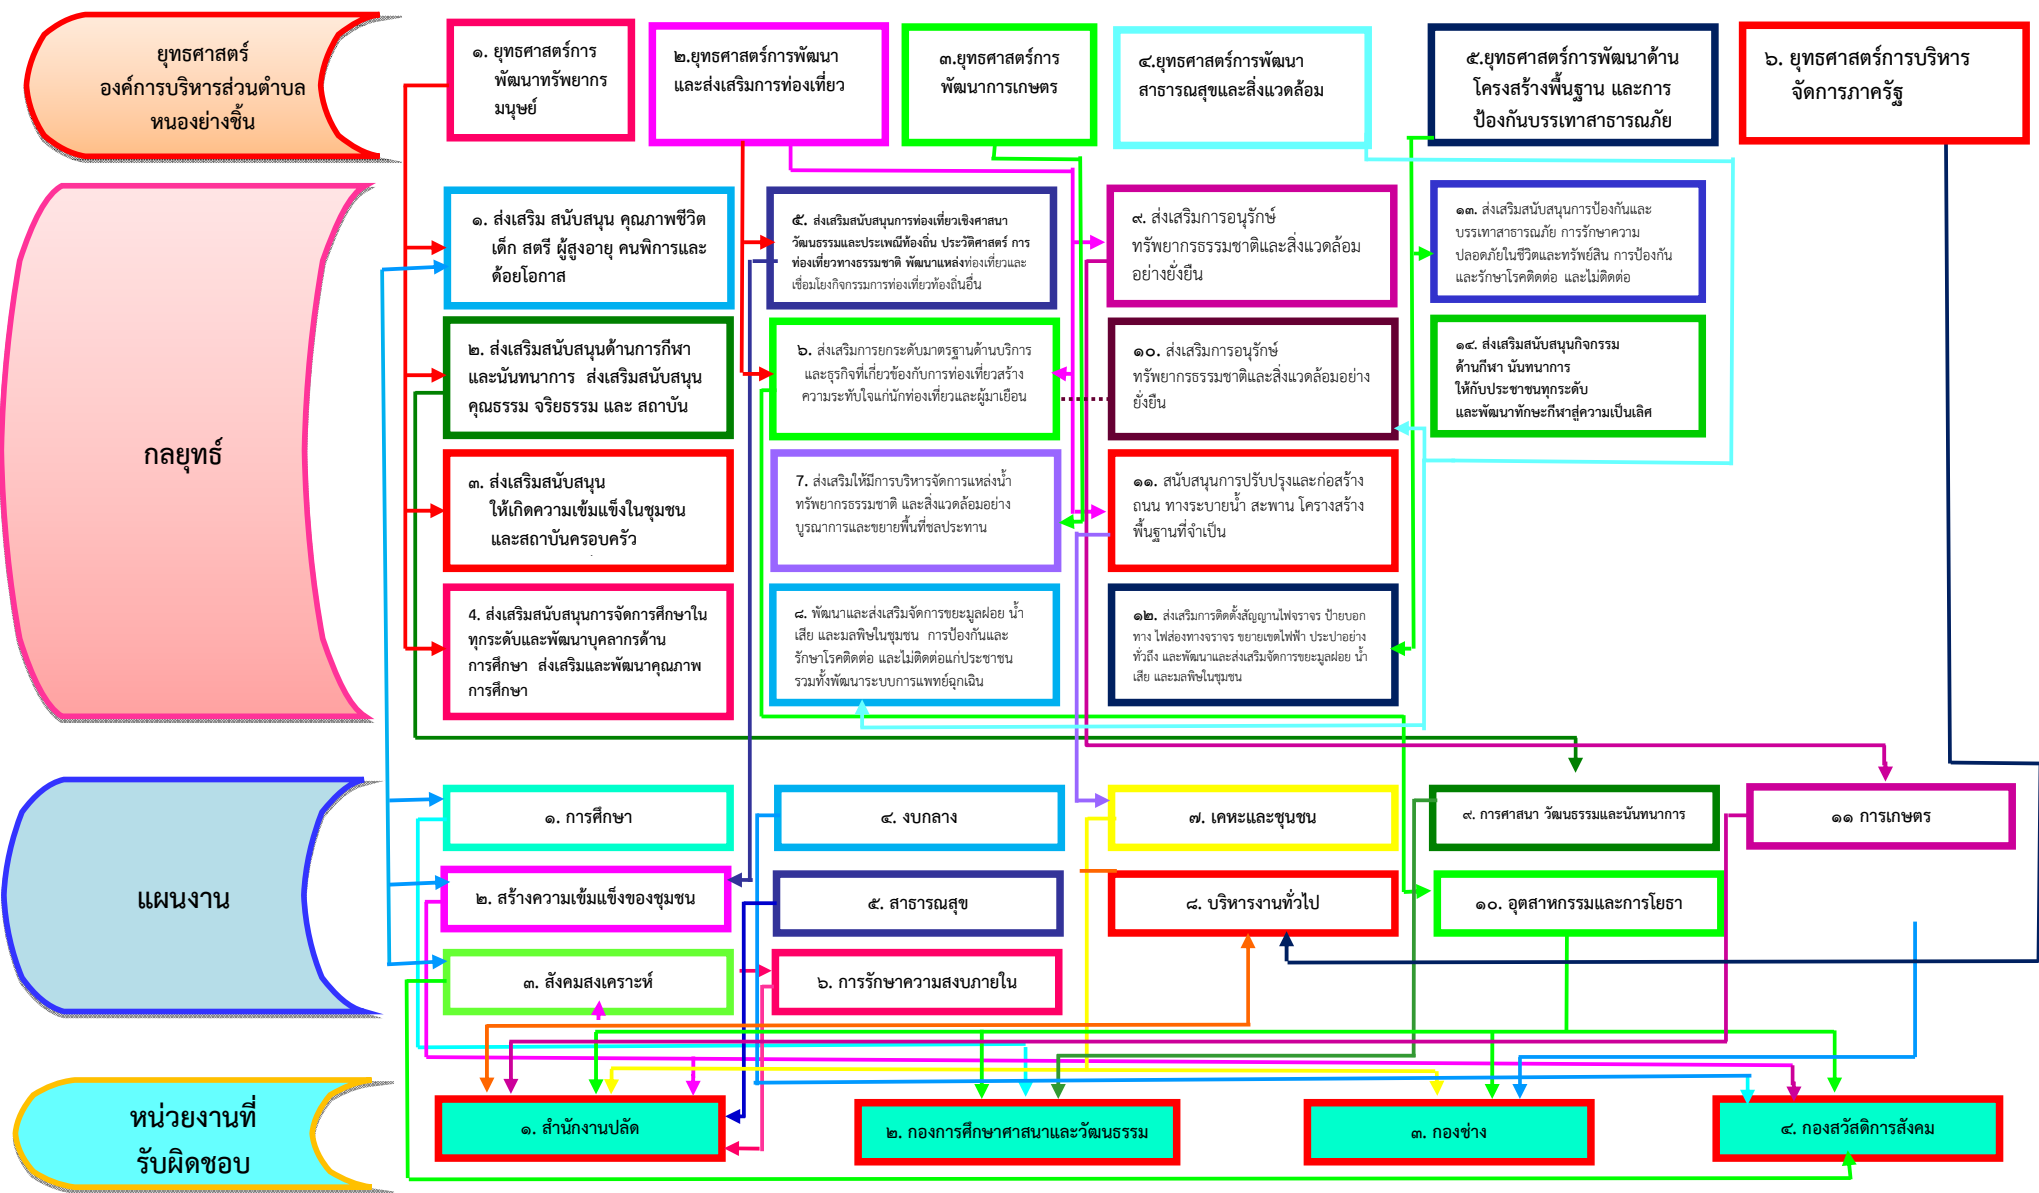 ยุทธศาสตร์
องค์การบริหารส่วนตำบล
หนองย่างชิ้น
๑. ยุทธศาสตร์การ
พัฒนาทรัพยากร
มนุษย์
๒.ยุทธศาสตร์การพัฒนา
และส่งเสริมการท่องเที่ยว
๓.ยุทธศาสตร์การ
พัฒนาการเกษตร
๔.ยุทธศาสตร์การพัฒนา
สาธารณสุขและสิ่งแวดล้อม
๕.ยุทธศาสตร์การพัฒนาด้าน
โครงสร้างพื้นฐาน และการ
ป้องกันบรรเทาสาธารณภัย
๖. ยุทธศาสตร์การบริหาร
จัดการภาครัฐ
กลยุทธ์
๑. ส่งเสริม สนับสนุน คุณภาพชีวิต
เด็ก สตรี ผู้สูงอายุ คนพิการและ
ด้อยโอกาส
๒. ส่งเสริมสนับสนุนด้านการกีฬา
และนันทนาการ ส่งเสริมสนับสนุน
คุณธรรม จริยธรรม และ สถาบัน
๓. ส่งเสริมสนับสนุน
ให้เกิดความเข้มแข็งในชุมชน
และสถาบันครอบครัว
4. ส่งเสริมสนับสนุนการจัดการศึกษาใน
ทุกระดับและพัฒนาบุคลากรด้าน
การศึกษา ส่งเสริมและพัฒนาคุณภาพ
การศึกษา
๕. ส่งเสริมสนับสนุนการท่องเที่ยวเชิงศาสนา
วัฒนธรรมและประเพณีท้องถิ่น ประวัติศาสตร์ การ
ท่องเที่ยวทางธรรมชาติ พัฒนาแหล่งท่องเที่ยวและ
เชื่อมโยงกิจกรรมการท่องเที่ยวท้องถิ่นอื่น
๖. ส่งเสริมการยกระดับมาตรฐานด้านบริการ
และธุรกิจที่เกี่ยวข้องกับการท่องเที่ยวสร้าง
ความระทับใจแก่นักท่องเที่ยวและผู้มาเยือน
7. ส่งเสริมให้มีการบริหารจัดการแหล่งน้ำ
ทรัพยากรธรรมชาติ และสิ่งแวดล้อมอย่าง
บูรณาการและขยายพื้นที่ชลประทาน
๘. พัฒนาและส่งเสริมจัดการขยะมูลฝอย น้ำ
เสีย และมลพิษในชุมชน การป้องกันและ
รักษาโรคติดต่อ และไม่ติดต่อแก่ประชาชน
รวมทั้งพัฒนาระบบการแพทย์ฉุกเฉิน
๙. ส่งเสริมการอนุรักษ์
ทรัพยากรธรรมชาติและสิ่งแวดล้อม
อย่างยั่งยืน
๑๐. ส่งเสริมการอนุรักษ์
ทรัพยากรธรรมชาติและสิ่งแวดล้อมอย่าง
ยั่งยืน
๑๑. สนับสนุนการปรับปรุงและก่อสร้าง
ถนน ทางระบายน้ำ สะพาน โครางสร้าง
พื้นฐานที่จำเป็น
๑๒. ส่งเสริมการติดตั้งสัญญานไฟจราจร ป้ายบอก
ทาง ไฟส่องทางจราจร ขยายเขตไฟฟ้า ประปาอย่าง
ทั่วถึง และพัฒนาและส่งเสริมจัดการขยะมูลฝอย น้ำ
เสีย และมลพิษในชุมชน
๑๓. ส่งเสริมสนับสนุนการป้องกันและ
บรรเทาสาธารณภัย การรักษาความ
ปลอดภัยในชีวิตและทรัพย์สิน การป้องกัน
และรักษาโรคติดต่อ และไม่ติดต่อ
๑๔. ส่งเสริมสนับสนุนกิจกรรม
ด้านกีฬา นันทนาการ
ให้กับประชาชนทุกระดับ
และพัฒนาทักษะกีฬาสู่ความเป็นเลิศ
แผนงาน
๑. การศึกษา
๒. สร้างความเข้มแข็งของชุมชน
๓. สังคมสงเคราะห์
๔. งบกลาง
๕. สาธารณสุข
๖. การรักษาความสงบภายใน
๗. เคหะและชุนชน
๘. บริหารงานทั่วไป
๙. การศาสนา วัฒนธรรมและนันทนาการ
๑๐. อุตสาหกรรมและการโยธา
๑๑ การเกษตร
หน่วยงานที่
รับผิดชอบ
๑. สำนักงานปลัด
๒. กองการศึกษาศาสนาและวัฒนธรรม
๓. กองช่าง
๔. กองสวัสดิการสังคม